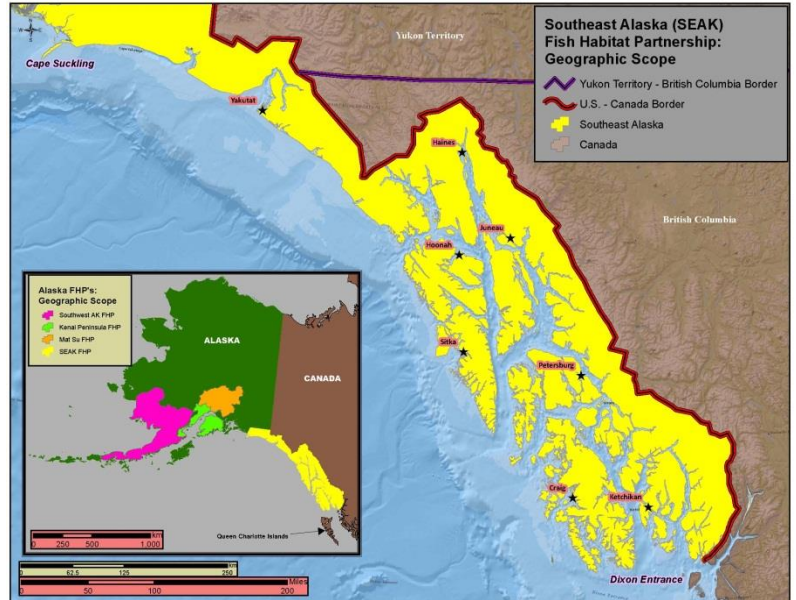 Southeast Alaska (SEAK)
Fish Habitat Partnership:
Geographic Scope
Yukon Territory - British Columbia Border
U.S. - Canada Border
Southeast Alaska
Canada
Yukon Territory
Cape Suckling
Yakutat
Haines
Juneau
Hoonah
British Columbia
Sitka
Petersburg
Craig
Ketchikan
Dixon Entrance
Alaska FHP's:
Geographic Scope
Southwest AK FHP
Kenai Peninsula FHP
Mat Su FHP
SEAK FHP
ALASKA
CANADA
Queen Charlotte Islands
km
0 250 500 1,000
km
0 62.5 125 250
Miles
0 50 100 200